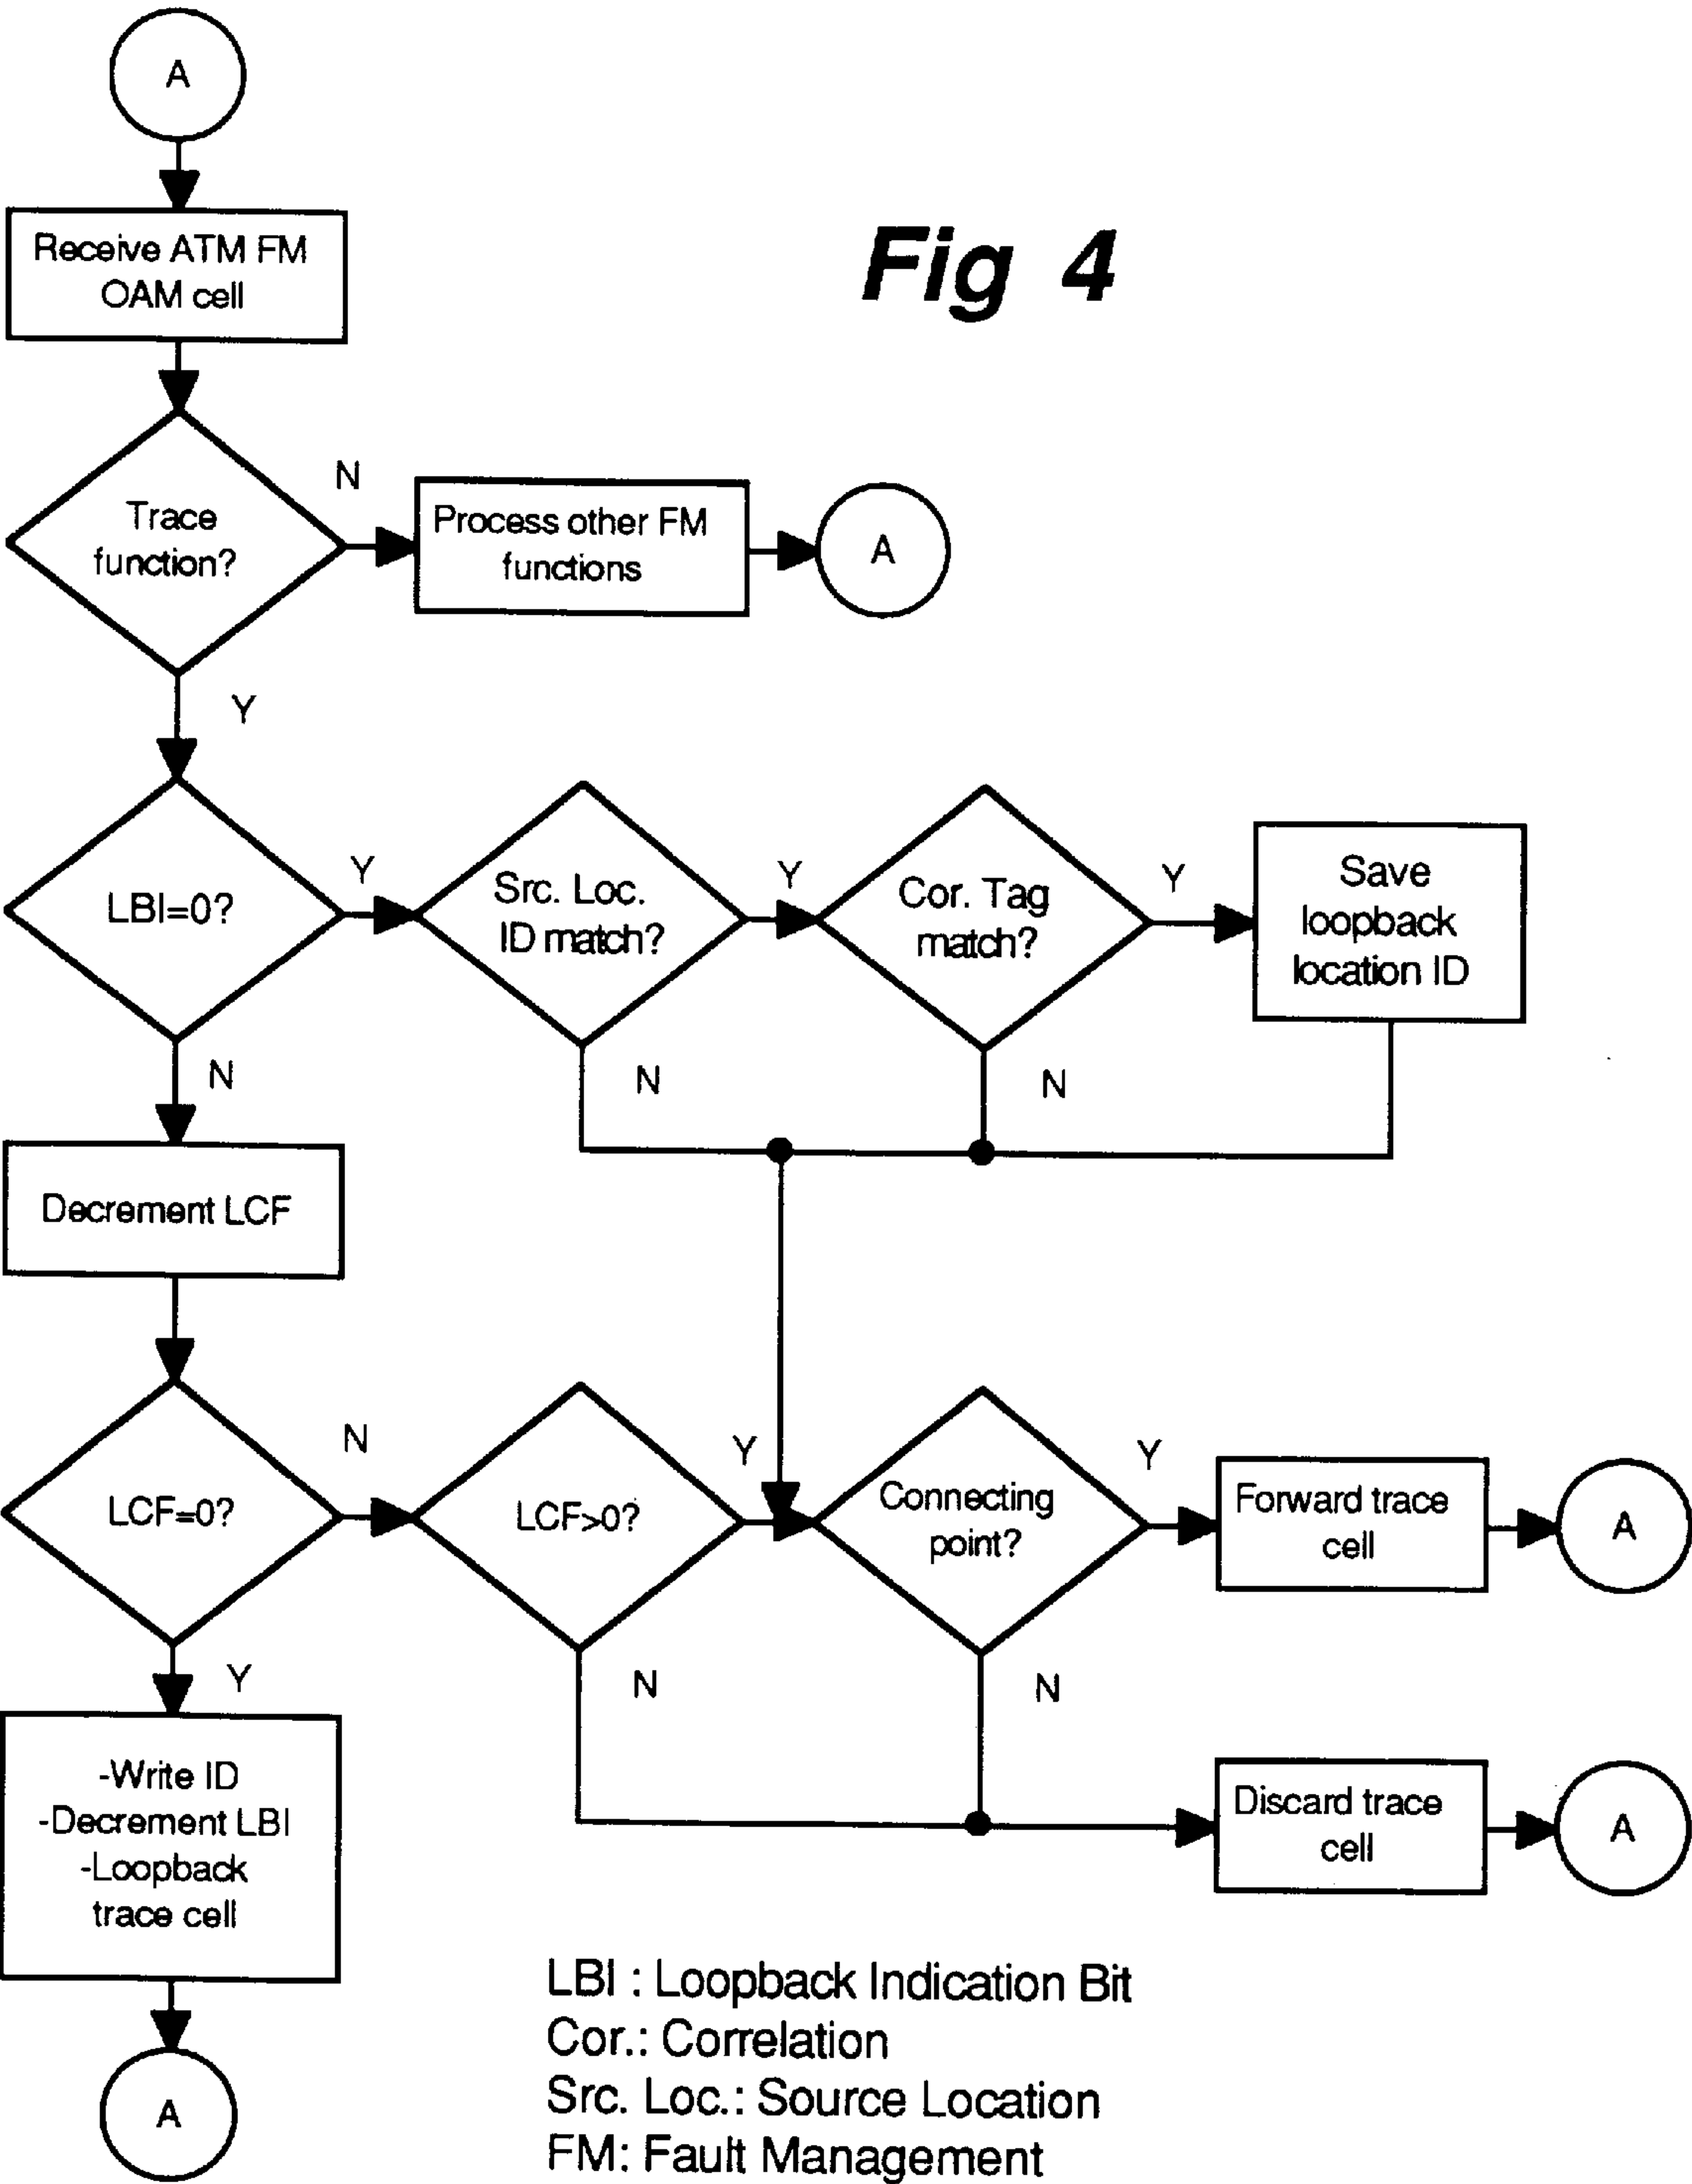 A
Receive ATM FM
OAM cell
Fig 4
Trace
function?
N
Process other FM
functions
A
Y
LBI=0?
Y
Src. Loc.
ID match?
Y
Cor. Tag
match?
Y
Save
loopback
location ID
N
N
N
Decrement LCF
LCF=0?
N
LCF>0?
Y
Connecting
point?
Y
Forward trace
cell
A
Y
N
N
-Write ID
-Decrement LBI
-Loopback
trace cell
Discard trace
cell
A
A
LBI : Loopback Indication Bit
Cor.: Correlation
Src. Loc.: Source Location
FM: Fault Management